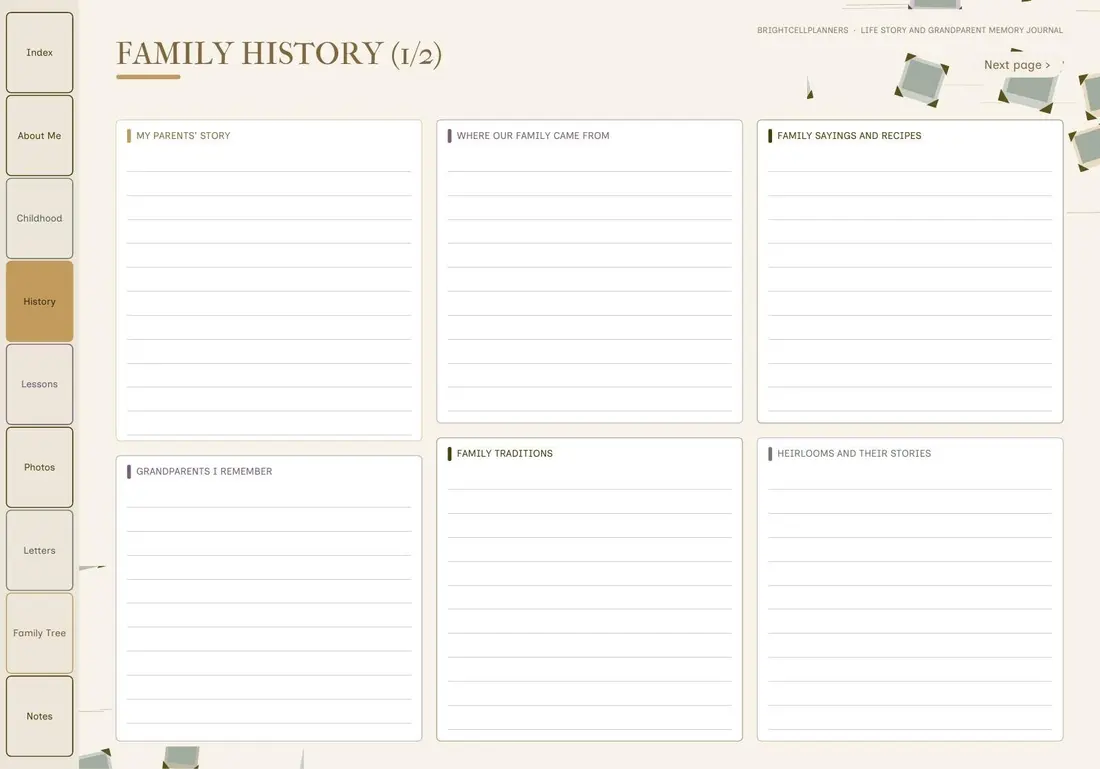 Index
About Me
Childhood
History
Lessons
Photos
Letters
Family Tree
Notes
FAMILY HISTORY (1/2)
BRIGHTCELLPLANNERS · LIFE STORY AND GRANDPARENT MEMORY JOURNAL
Next page >
MY PARENTS' STORY
WHERE OUR FAMILY CAME FROM
FAMILY SAYINGS AND RECIPES
GRANDPARENTS I REMEMBER
FAMILY TRADITIONS
HEIRLOOMS AND THEIR STORIES